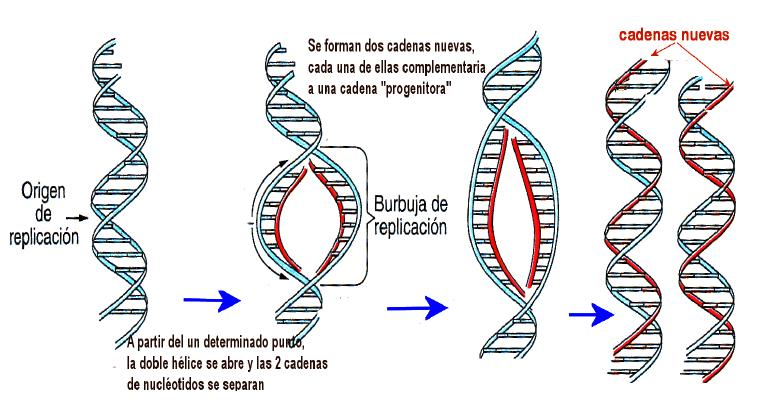 Se forman dos cadenas nuevas,
cada una de ellas complementaria
a una cadena "progenitora"
cadenas nuevas
Origen
de
replicación
Burbuja de
replicación
A partir del un determinado punto,
la doble hélice se abre y las 2 cadenas
de nucléotidos se separan